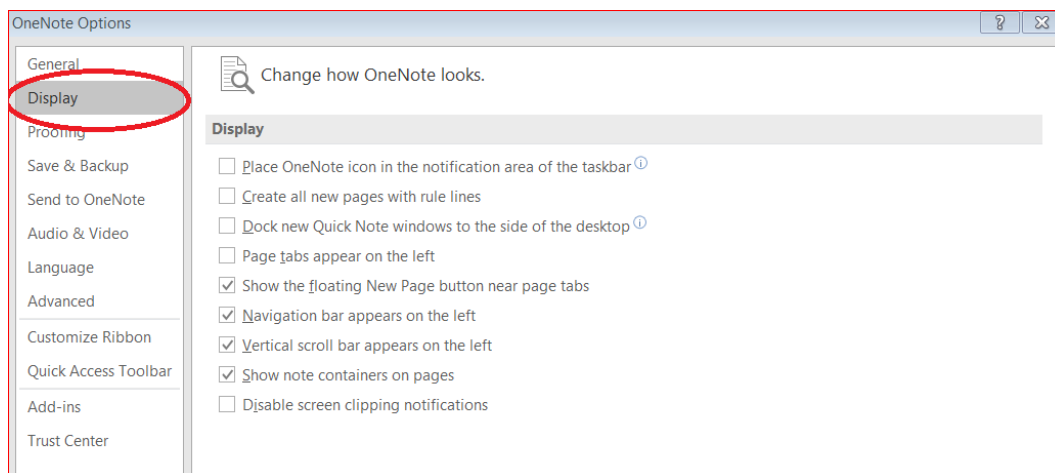 OneNote Options
General
Display
Proofing
Save & Backup
Send to OneNote
Audio & Video
Language
Advanced
Customize Ribbon
Quick Access Toolbar
Add-ins
Trust Center
Change how OneNote looks.
Display
Place OneNote icon in the notification area of the taskbar
Create all new pages with rule lines
Dock new Quick Note windows to the side of the desktop
Page tabs appear on the left
Show the floating New Page button near page tabs
Navigation bar appears on the left
Vertical scroll bar appears on the left
Show note containers on pages
Disable screen clipping notifications